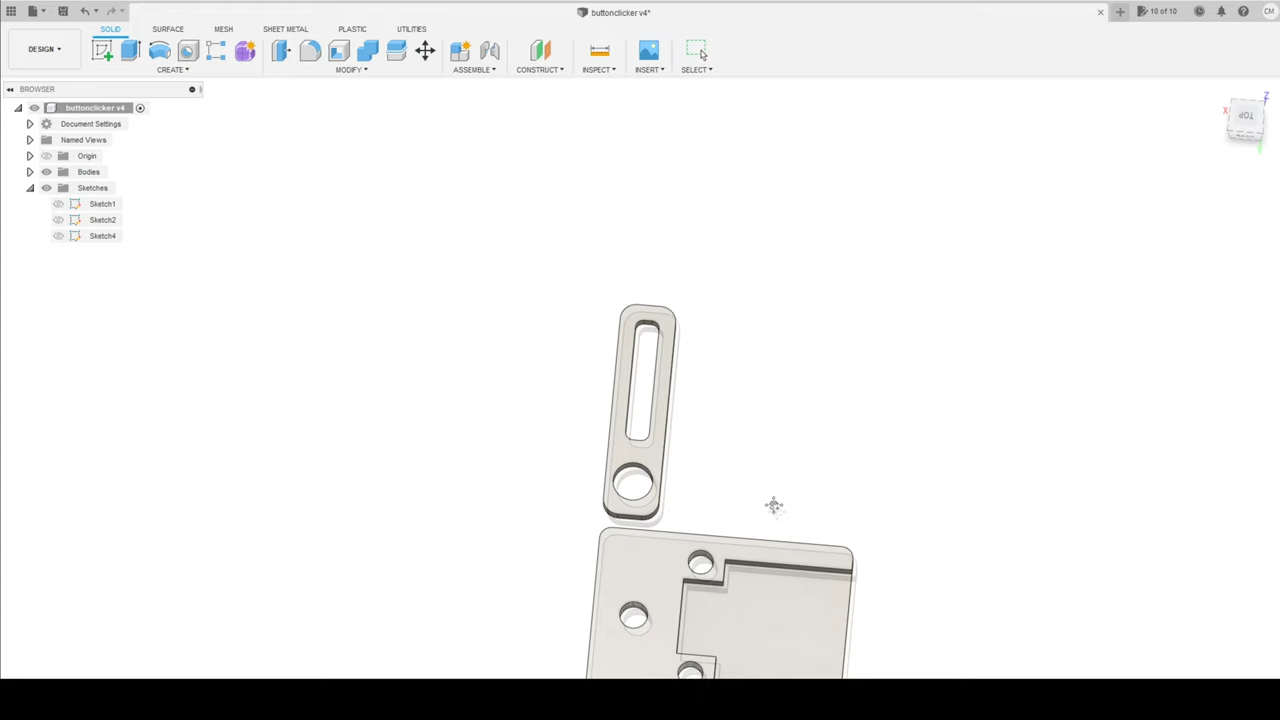 buttonclicker v4*
10 of 10
CM
DESIGN
SOLID
SURFACE
MESH
SHEET METAL
PLASTIC
UTILITIES
CREATE
MODIFY
ASSEMBLE
CONSTRUCT
INSPECT
INSERT
SELECT
BROWSER
buttonclicker v4
Document Settings
Named Views
Origin
Bodies
Sketches
Sketch1
Sketch2
Sketch4
Z
X
TOP